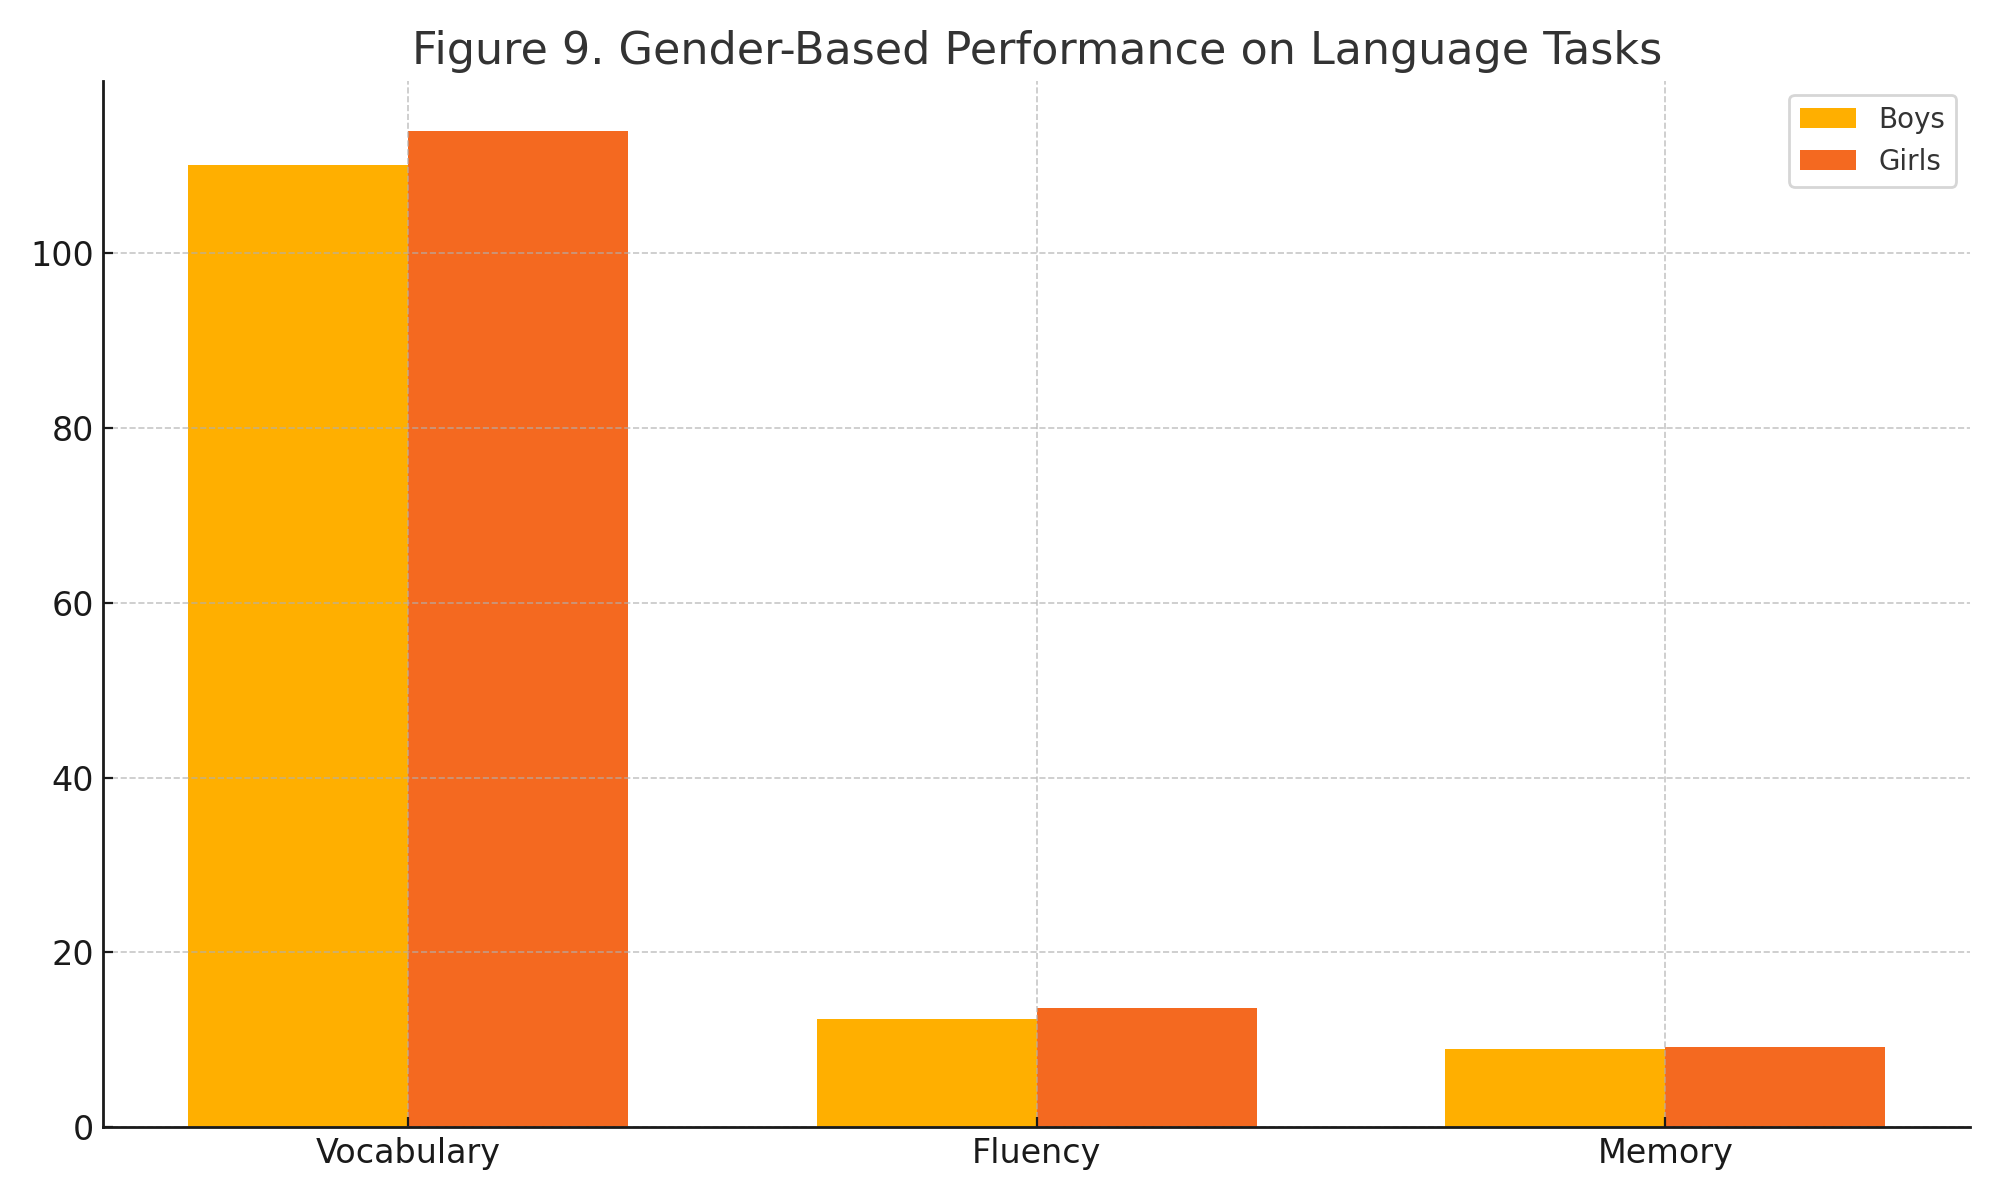 Figure 9. Gender-Based Performance on Language Tasks
Boys
Girls
100
80
60
40
20
0
Vocabulary
Fluency
Memory